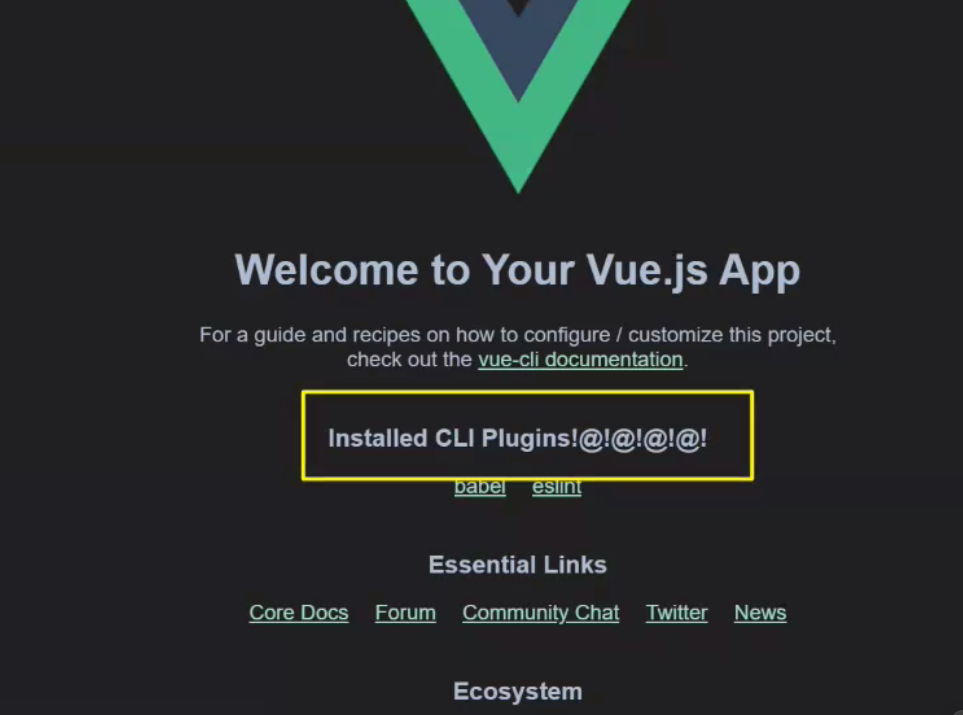 Welcome to Your Vue.js App
For a guide and recipes on how to configure / customize this project,
check out the vue-cli documentation.
Installed CLI Plugins!@!@!@!@!
babel eslint
Essential Links
Core Docs Forum Community Chat Twitter News
Ecosystem